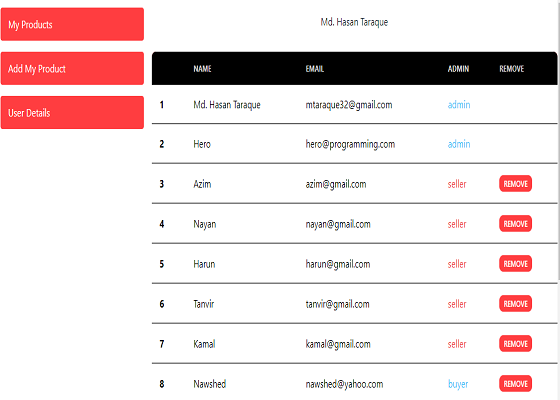 My Products
Add My Product
User Details
Md. Hasan Taraque
NAME EMAIL ADMIN REMOVE
1 Md. Hasan Taraque mtaraque32@gmail.com admin
2 Hero hero@programming.com admin
3 Azim azim@gmail.com seller REMOVE
4 Nayan nayan@gmail.com seller REMOVE
5 Harun harun@gmail.com seller REMOVE
6 Tanvir tanvir@gmail.com seller REMOVE
7 Kamal kamal@gmail.com seller REMOVE
8 Nawshed nawshed@yahoo.com buyer REMOVE